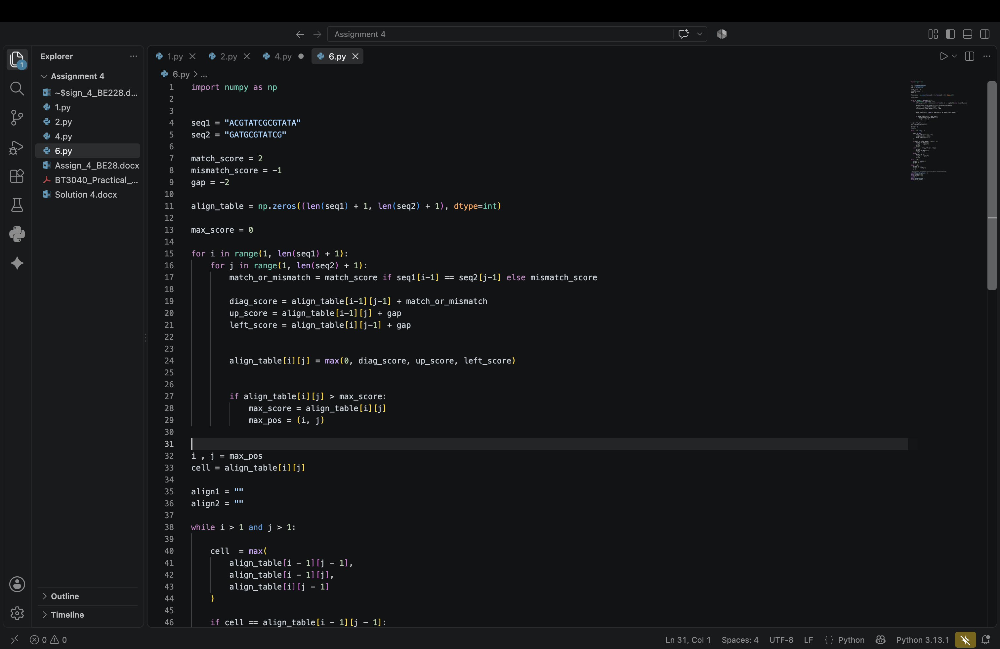 Assignment 4
Explorer
1
Assignment 4
~$sign_4_BE228.d...
1.py
2.py
4.py
6.py
Assign_4_BE28.docx
BT3040_Practical_...
Solution 4.docx
Outline
Timeline
1.py
2.py
4.py
6.py
6.py > ...
1 import numpy as np
2
3
4 seq1 = "ACGTATCGCGTATA"
5 seq2 = "GATGCGTATCG"
6
7 match_score = 2
8 mismatch_score = -1
9 gap = -2
10
11 align_table = np.zeros((len(seq1) + 1, len(seq2) + 1), dtype=int)
12
13 max_score = 0
14
15 for i in range(1, len(seq1) + 1):
16     for j in range(1, len(seq2) + 1):
17         match_or_mismatch = match_score if seq1[i-1] == seq2[j-1] else mismatch_score
18
19         diag_score = align_table[i-1][j-1] + match_or_mismatch
20         up_score = align_table[i-1][j] + gap
21         left_score = align_table[i][j-1] + gap
22
23
24         align_table[i][j] = max(0, diag_score, up_score, left_score)
25
26
27         if align_table[i][j] > max_score:
28             max_score = align_table[i][j]
29             max_pos = (i, j)
30
31
32 i , j = max_pos
33 cell = align_table[i][j]
34
35 align1 = ""
36 align2 = ""
37
38 while i > 1 and j > 1:
39
40     cell  = max(
41         align_table[i - 1][j - 1],
42         align_table[i - 1][j],
43         align_table[i][j - 1]
44     )
45
46     if cell == align_table[i - 1][j - 1]:
0 0
Ln 31, Col 1 Spaces: 4 UTF-8 LF {} Python Python 3.13.1